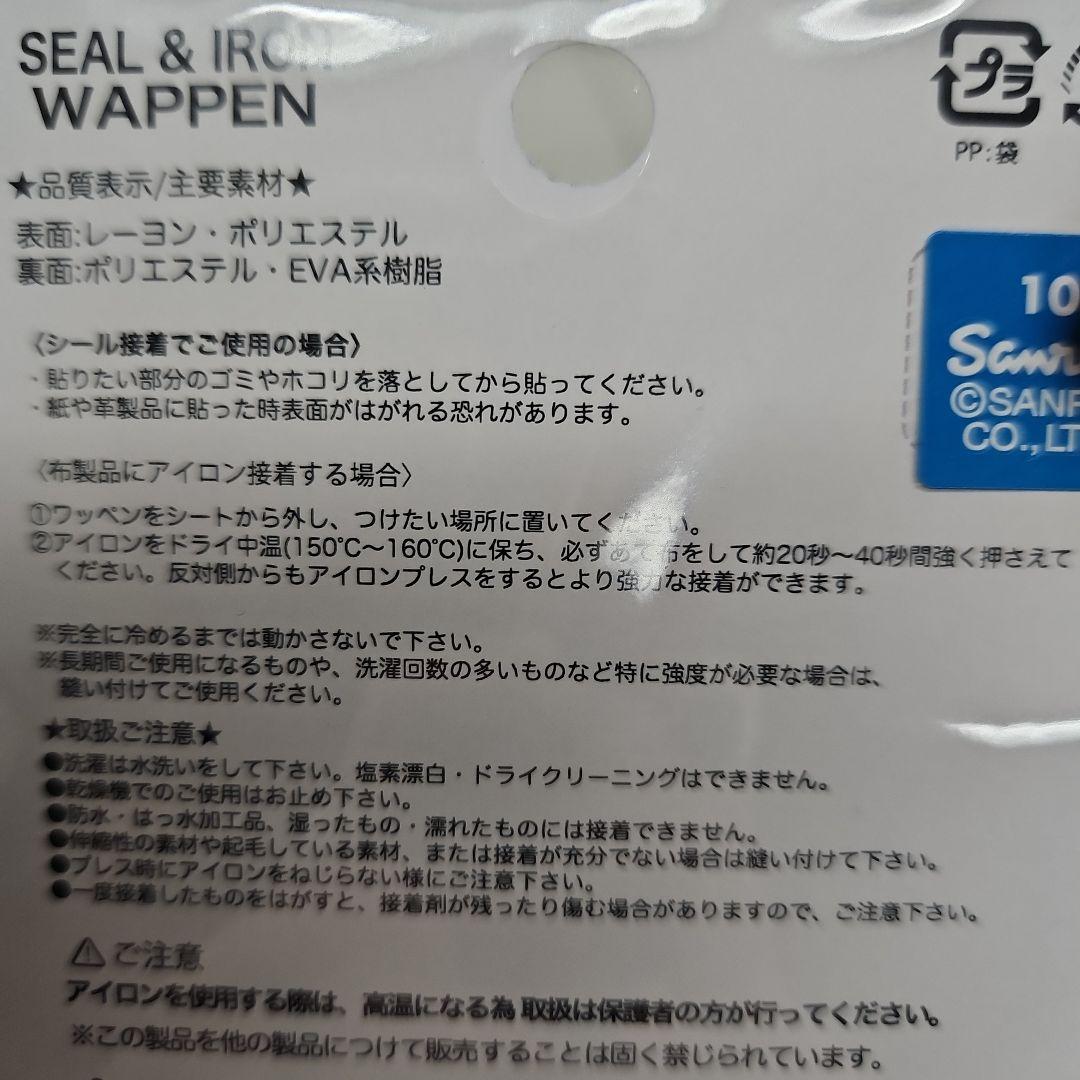 SEAL & IRON
WAPPEN
プラ
PP:袋
★品質表示/主要素材★
表面:レーヨン・ポリエステル
裏面:ポリエステル・EVA系樹脂
10
Sanr
©SANR
CO.,LT
〈シール接着でご使用の場合〉
・貼りたい部分のゴミやホコリを落としてから貼ってください。
・紙や革製品に貼った時表面がはがれる恐れがあります。
〈布製品にアイロン接着する場合〉
①ワッペンをシートから外し、つけたい場所に置いてください。
②アイロンをドライ中温(150℃〜160℃)に保ち、必ずあて布をして約20秒〜40秒間強く押さえて
ください。反対側からもアイロンプレスをするとより強力な接着ができます。
※完全に冷めるまでは動かさないで下さい。
※長期間ご使用になるものや、洗濯回数の多いものなど特に強度が必要な場合は、
縫い付けてご使用ください。
★取扱ご注意★
●洗濯は水洗いをして下さい。塩素漂白・ドライクリーニングはできません。
●乾燥機でのご使用はお止め下さい。
●防水・はっ水加工品、湿ったもの・濡れたものには接着できません。
●伸縮性の素材や起毛している素材、または接着が充分でない場合は縫い付けて下さい。
●プレス時にアイロンをねじらない様にご注意下さい。
●一度接着したものをはがすと、接着剤が残ったり傷む場合がありますので、ご注意下さい。
⚠ご注意
アイロンを使用する際は、高温になる為 取扱は保護者の方が行ってください。
※この製品を他の製品につけて販売することは固く禁じられています。